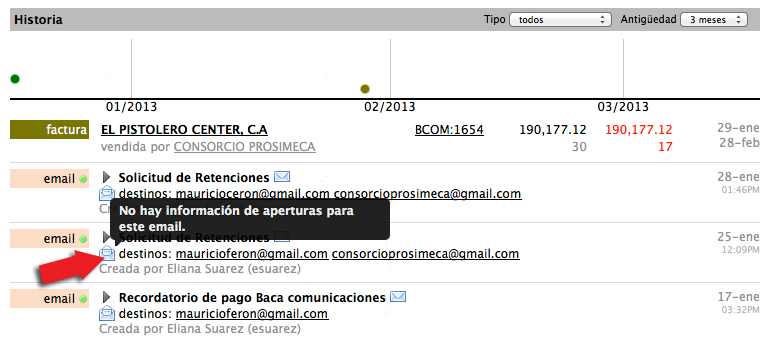 Historia Tipo todos Antigüedad 3 meses
01/2013 02/2013 03/2013
factura EL PISTOLERO CENTER, C.A BCOM:1654 190,177.12 190,177.12 29-ene
vendida por CONSORCIO PROSIMECA 30 17 28-feb
email Solicitud de Retenciones 28-ene
destinos: mauricioceron@gmail.com consorcioprosimeca@gmail.com 01:46PM
No hay información de aperturas para
este email.
email Solicitud de Retenciones 25-ene
destinos: mauricioferon@gmail.com consorcioprosimeca@gmail.com 12:09PM
Creada por Eliana Suarez (esuarez)
email Recordatorio de pago Baca comunicaciones 17-ene
destinos: mauricioferon@gmail.com 03:32PM
Creada por Eliana Suarez (esuarez)